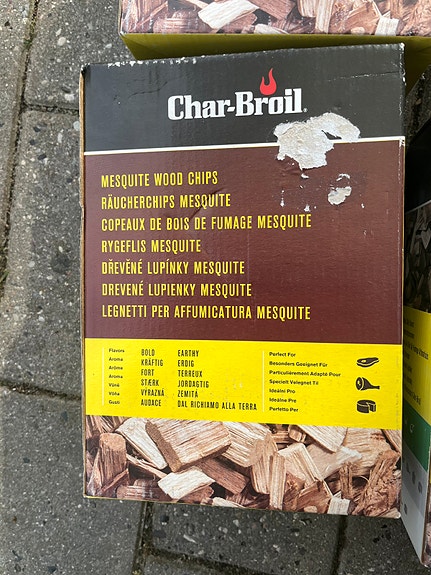 Char-Broil®
MESQUITE WOOD CHIPS
RÄUCHERCHIPS MESQUITE
COPEAUX DE BOIS DE FUMAGE MESQUITE
RYGEFLIS MESQUITE
DŘEVĚNÉ LUPÍNKY MESQUITE
DREVENÉ LUPIENKY MESQUITE
LEGNETTI PER AFFUMICATURA MESQUITE
Flavors BOLD EARTHY Perfect For
Aroma KRÄFTIG ERDIG Besonders Geeignet Für
Arôme FORT TERREUX Particulièrement Adapté Pour
Aroma STÆRK JORDAGTIG Specielt Velegnet Til
Vůně VÝRAZNÁ ZEMITÁ Ideální Pro
Vôňa VÝRAZNÁ ZEMITÁ Ideálne Pre
Gusti AUDACE DAL RICHIAMO ALLA TERRA Perfetto Per